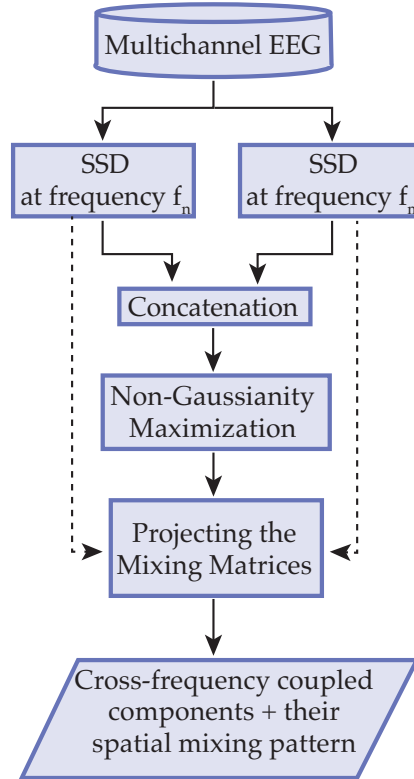 Multichannel EEG
SSD
at frequency fₙ
SSD
at frequency f
Concatenation
Non-Gaussianity
Maximization
Projecting the
Mixing Matrices
Cross-frequency coupled
components + their
spatial mixing pattern